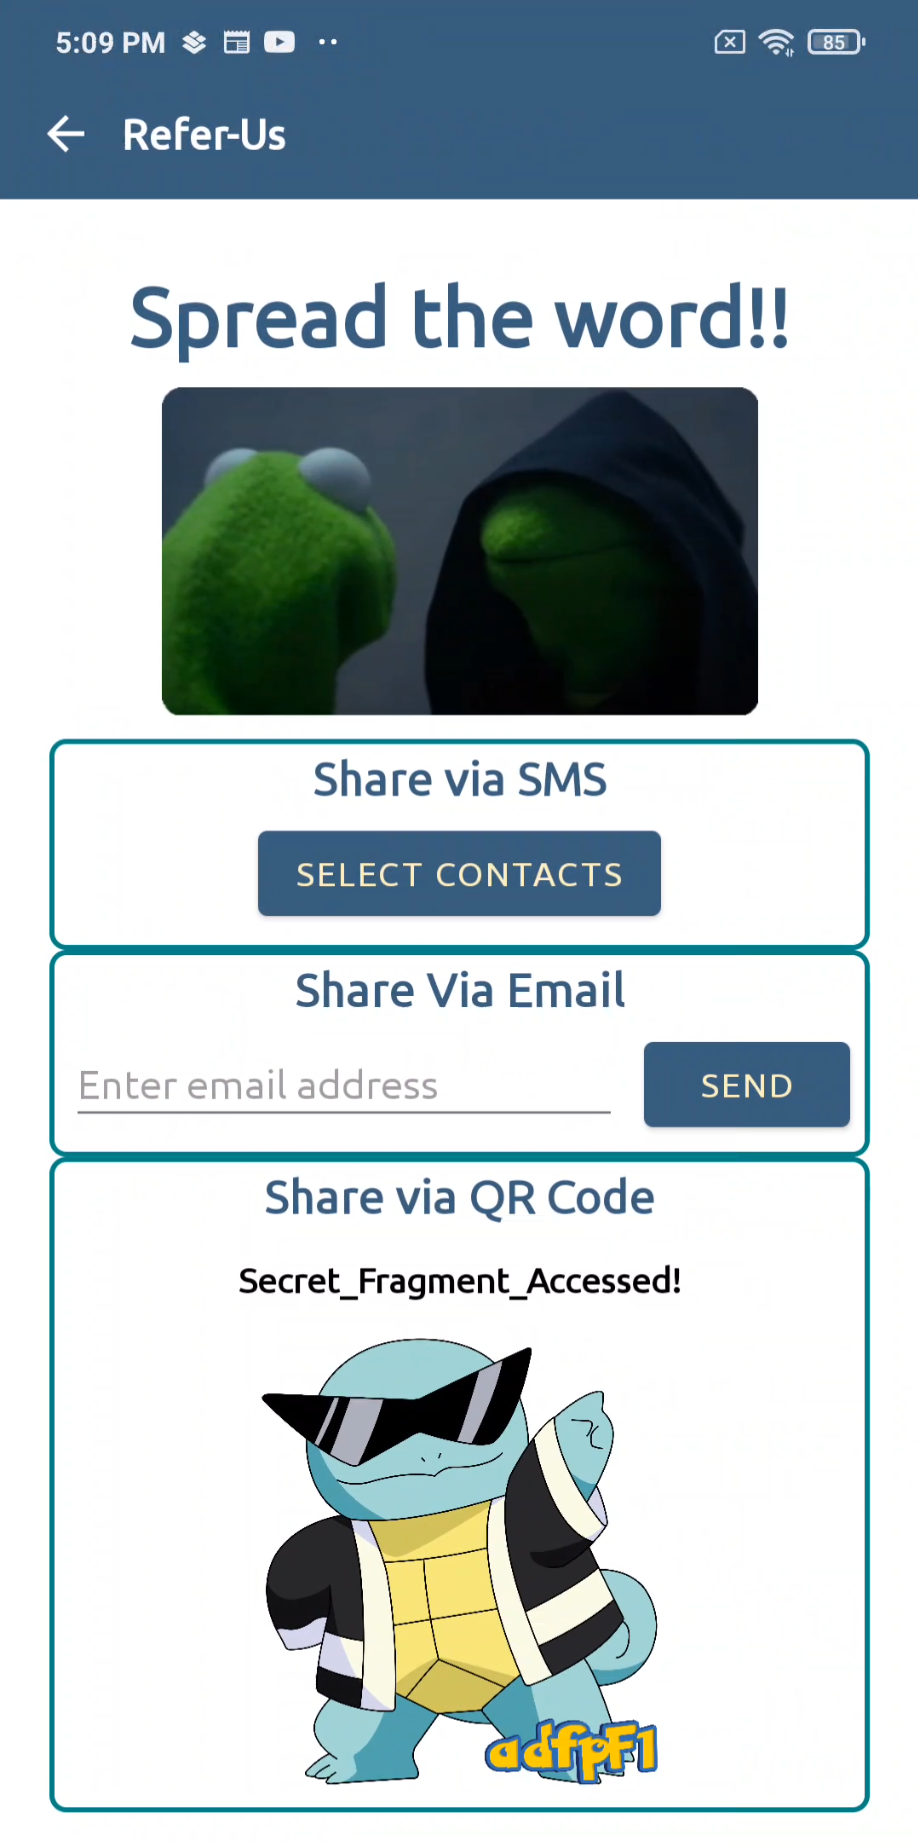 5:09 PM
85
Refer-Us
Spread the word!!
Share via SMS
SELECT CONTACTS
Share Via Email
Enter email address
SEND
Share via QR Code
Secret_Fragment_Accessed!
adfpF1